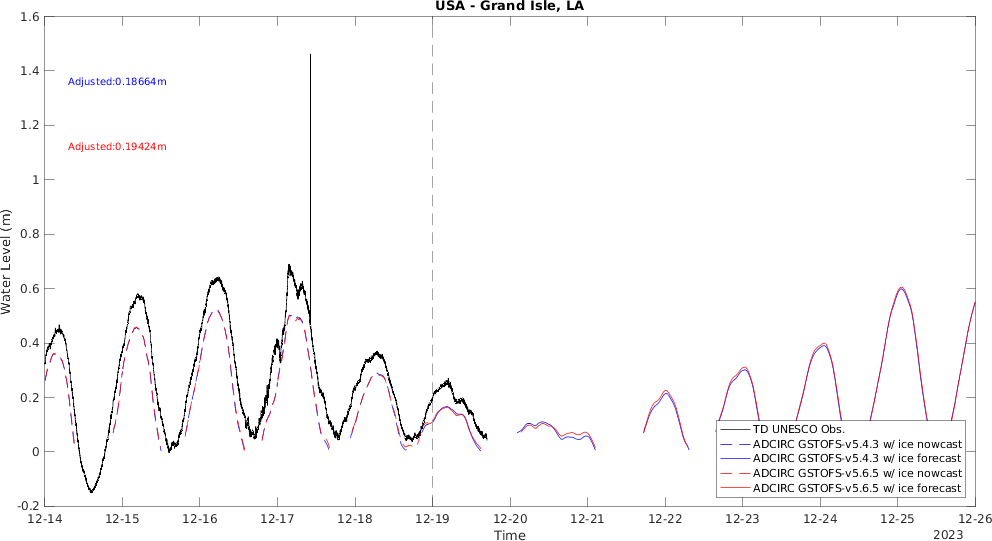 USA - Grand Isle, LA
1.6
1.4
1.2
1
0.8
0.6
0.4
0.2
0
-0.2
Water Level (m)
Adjusted:0.18664m
Adjusted:0.19424m
TD UNESCO Obs.
ADCIRC GSTOFS-v5.4.3 w/ ice nowcast
ADCIRC GSTOFS-v5.4.3 w/ ice forecast
ADCIRC GSTOFS-v5.6.5 w/ ice nowcast
ADCIRC GSTOFS-v5.6.5 w/ ice forecast
12-14 12-15 12-16 12-17 12-18 12-19 12-20 12-21 12-22 12-23 12-24 12-25 12-26
Time
2023